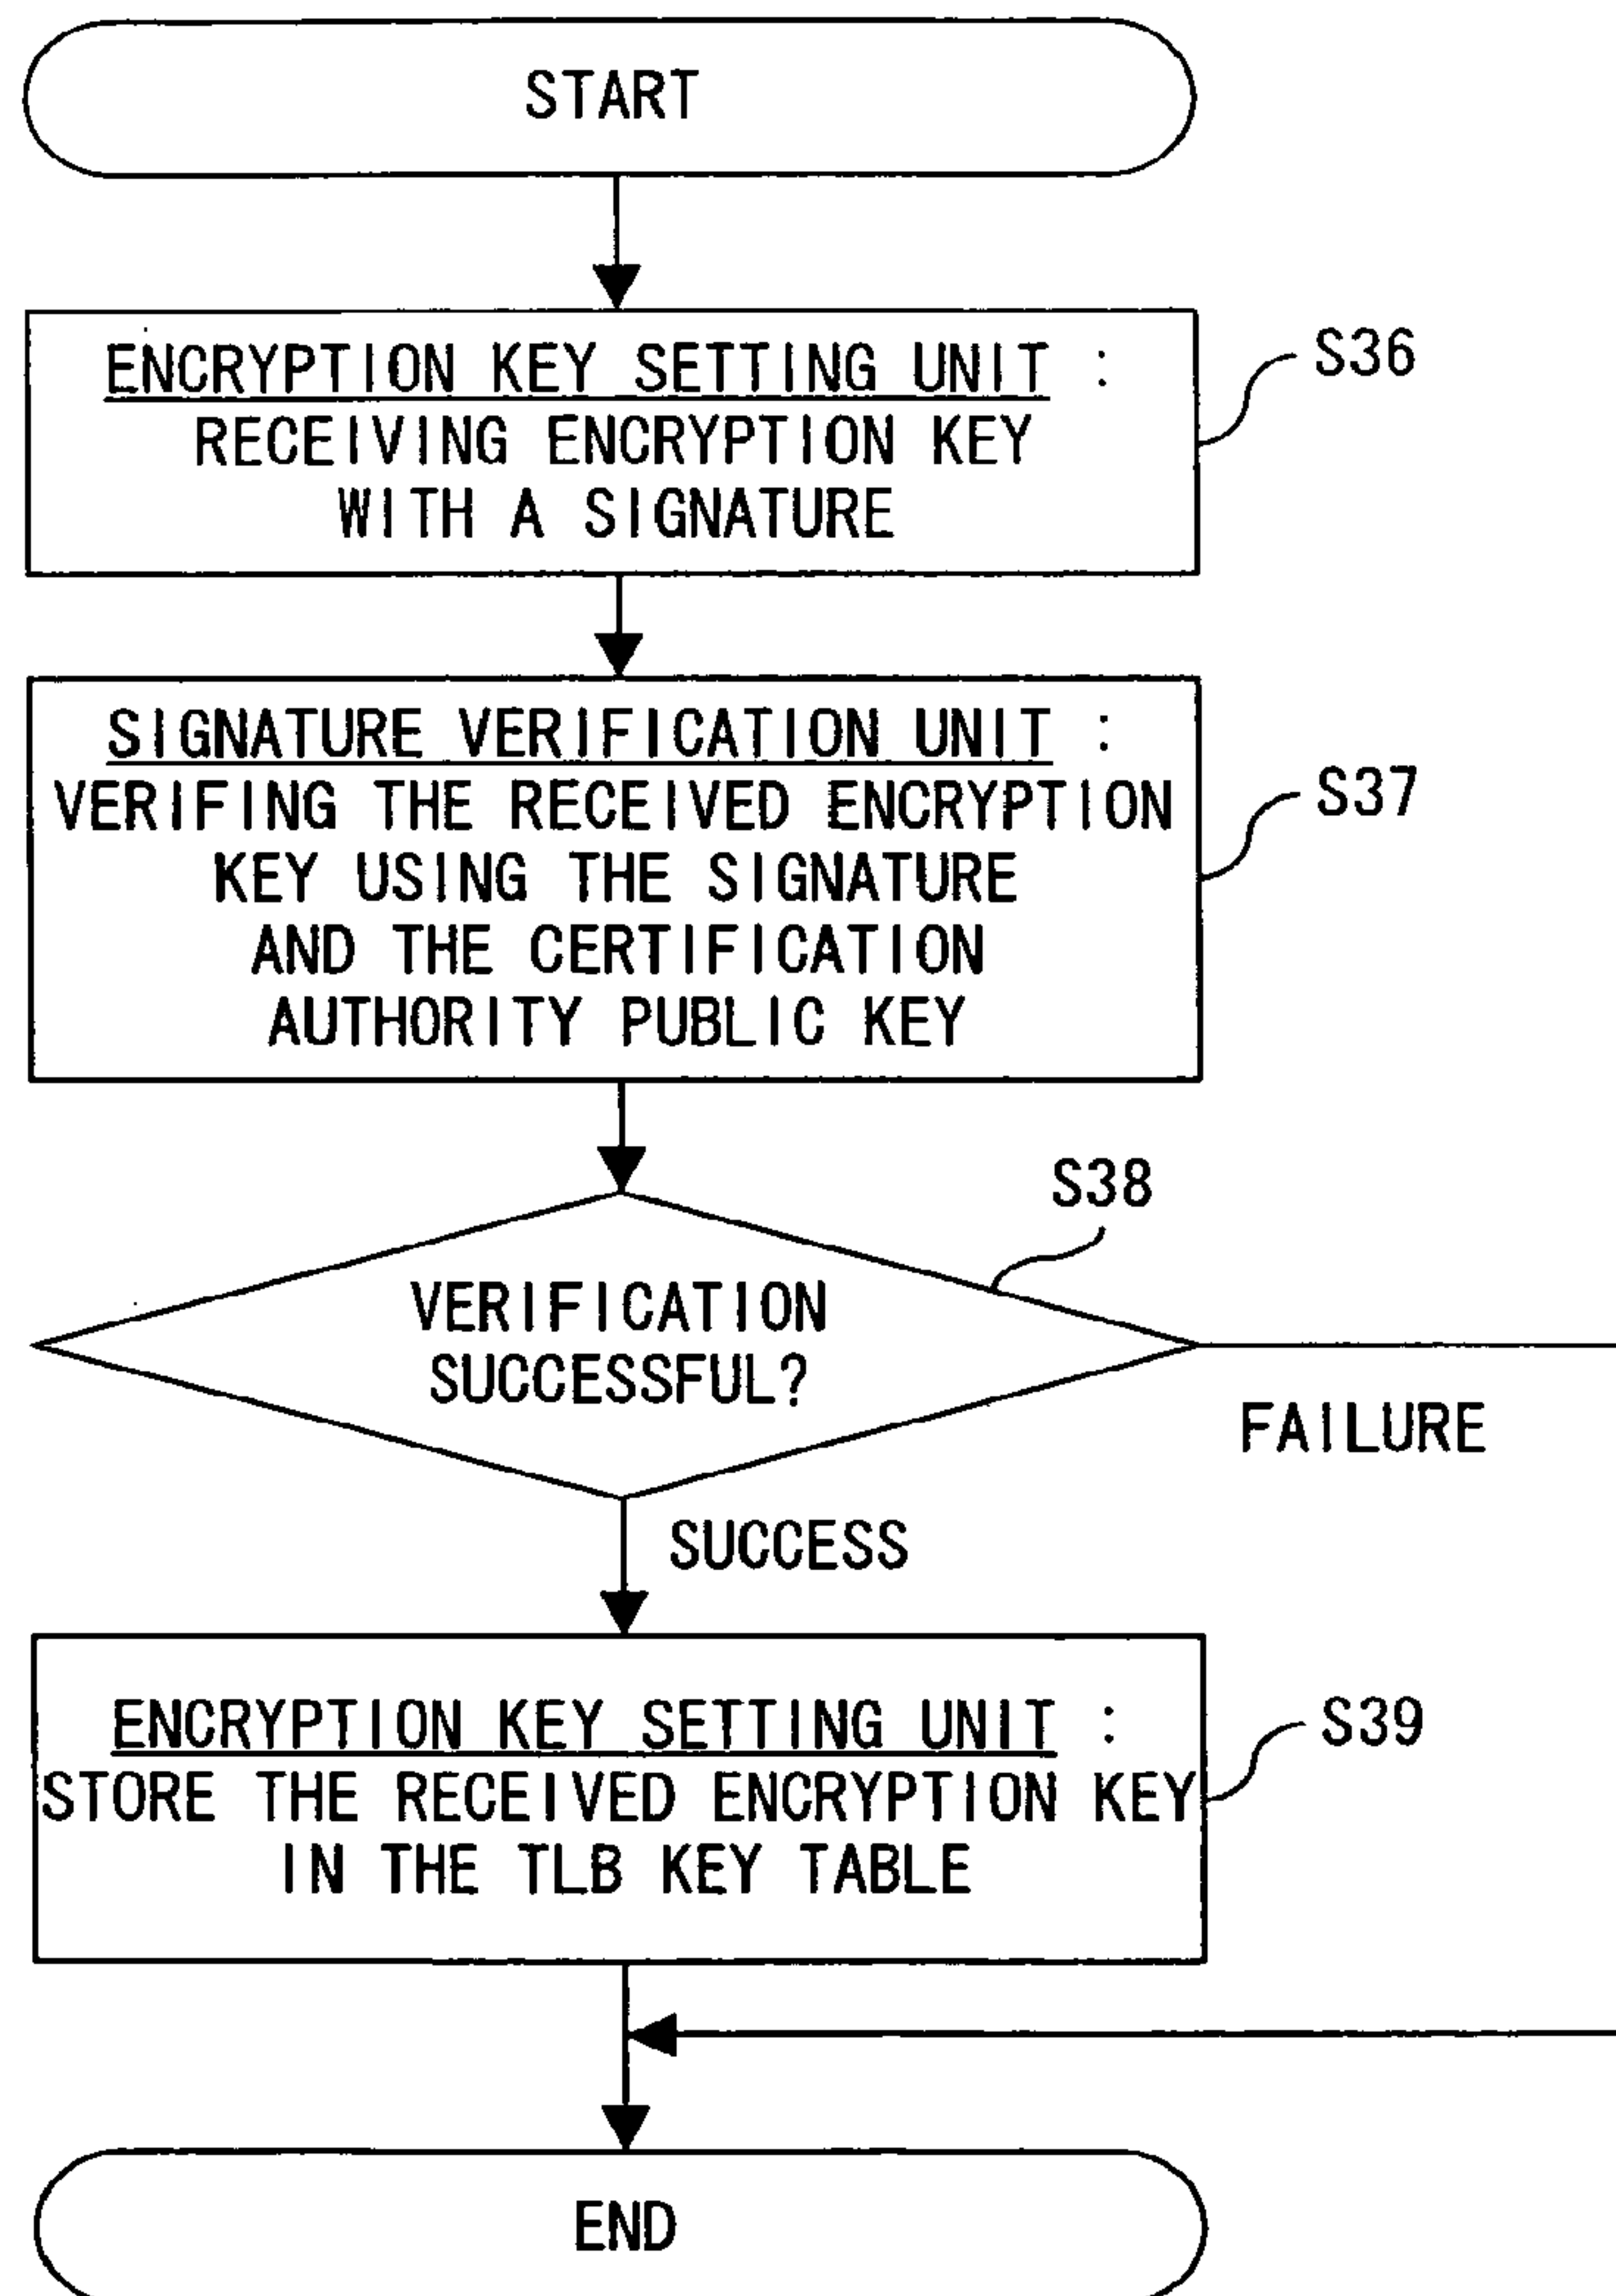 START
ENCRYPTION KEY SETTING UNIT :
RECEIVING ENCRYPTION KEY
WITH A SIGNATURE
S36
SIGNATURE VERIFICATION UNIT :
VERIFING THE RECEIVED ENCRYPTION
KEY USING THE SIGNATURE
AND THE CERTIFICATION
AUTHORITY PUBLIC KEY
S37
S38
VERIFICATION
SUCCESSFUL?
FAILURE
SUCCESS
ENCRYPTION KEY SETTING UNIT :
STORE THE RECEIVED ENCRYPTION KEY
IN THE TLB KEY TABLE
S39
END